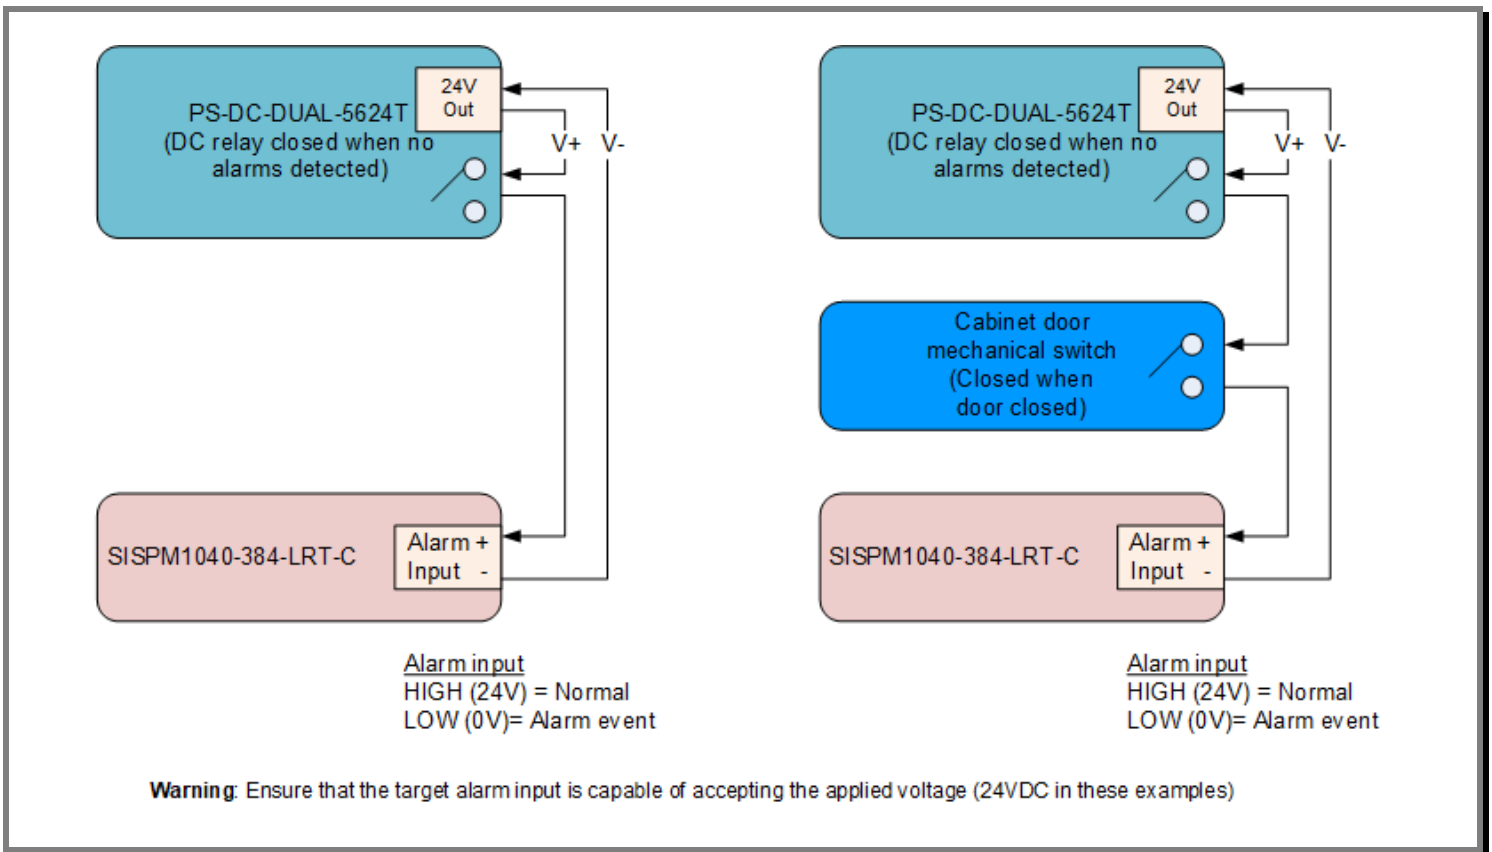 24V
Out
PS-DC-DUAL-5624T
(DC relay closed when no
alarms detected)
V+ V-
SISPM1040-384-LRT-C
Alarm +
Input -
Alarm input
HIGH (24V) = Normal
LOW (0V)= Alarm event
24V
Out
PS-DC-DUAL-5624T
(DC relay closed when no
alarms detected)
V+ V-
Cabinet door
mechanical switch
(Closed when
door closed)
SISPM1040-384-LRT-C
Alarm +
Input -
Alarm input
HIGH (24V) = Normal
LOW (0V)= Alarm event
Warning: Ensure that the target alarm input is capable of accepting the applied voltage (24VDC in these examples)